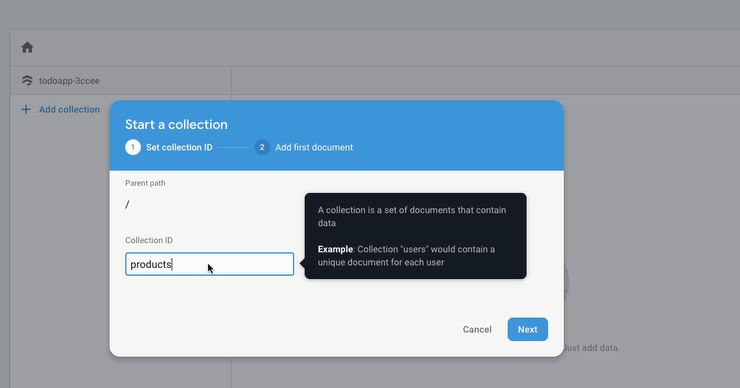 todoapp-3ccee
Add collection
Start a collection
1 Set collection ID
2 Add first document
Parent path
/
A collection is a set of documents that contain
data
Example: Collection "users" would contain a
unique document for each user
Collection ID
products
Cancel
Next
Just add data.